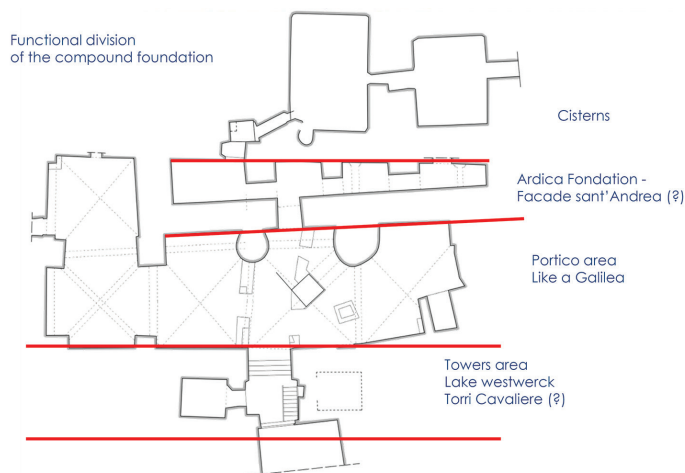 Functional division
of the compound foundation
Cisterns
Ardica Fondation -
Facade sant'Andrea (?)
Portico area
Like a Galilea
Towers area
Lake westwerck
Torri Cavaliere (?)